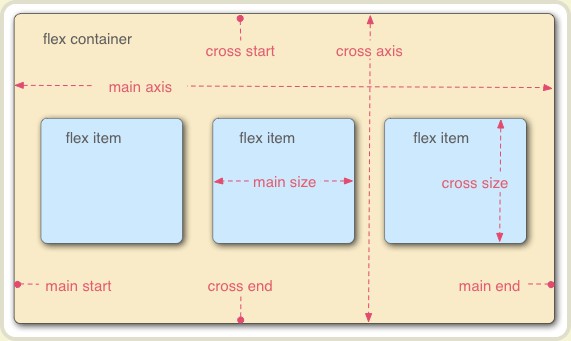 flex container
cross start
cross axis
main axis
flex item
flex item
flex item
main size
cross size
main start
cross end
main end